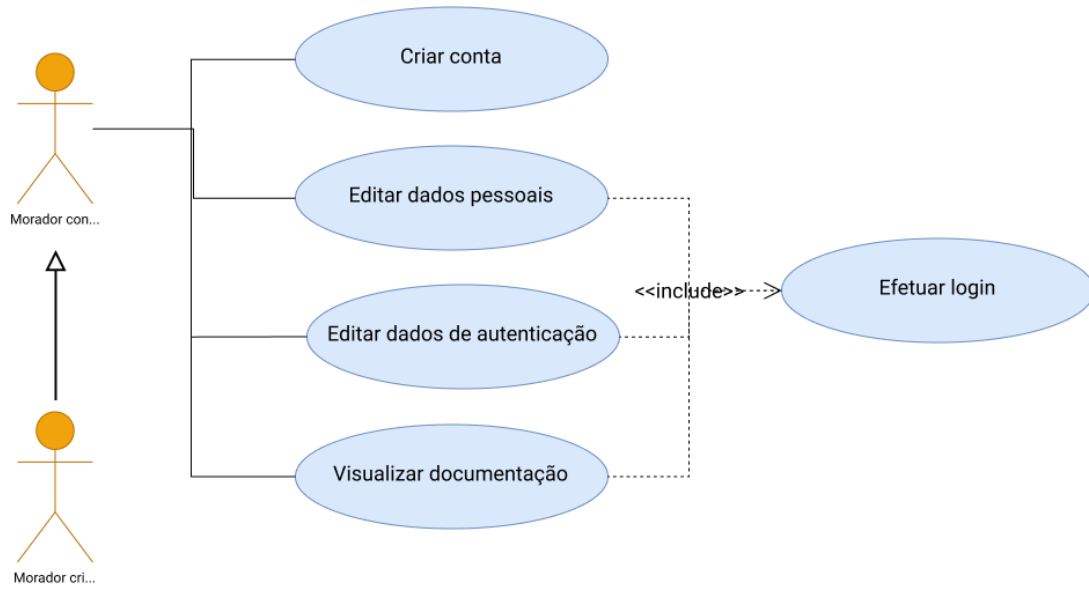 Criar conta
Editar dados pessoais
Morador con...
<<include>>
Efetuar login
Editar dados de autenticação
Visualizar documentação
Morador cri...